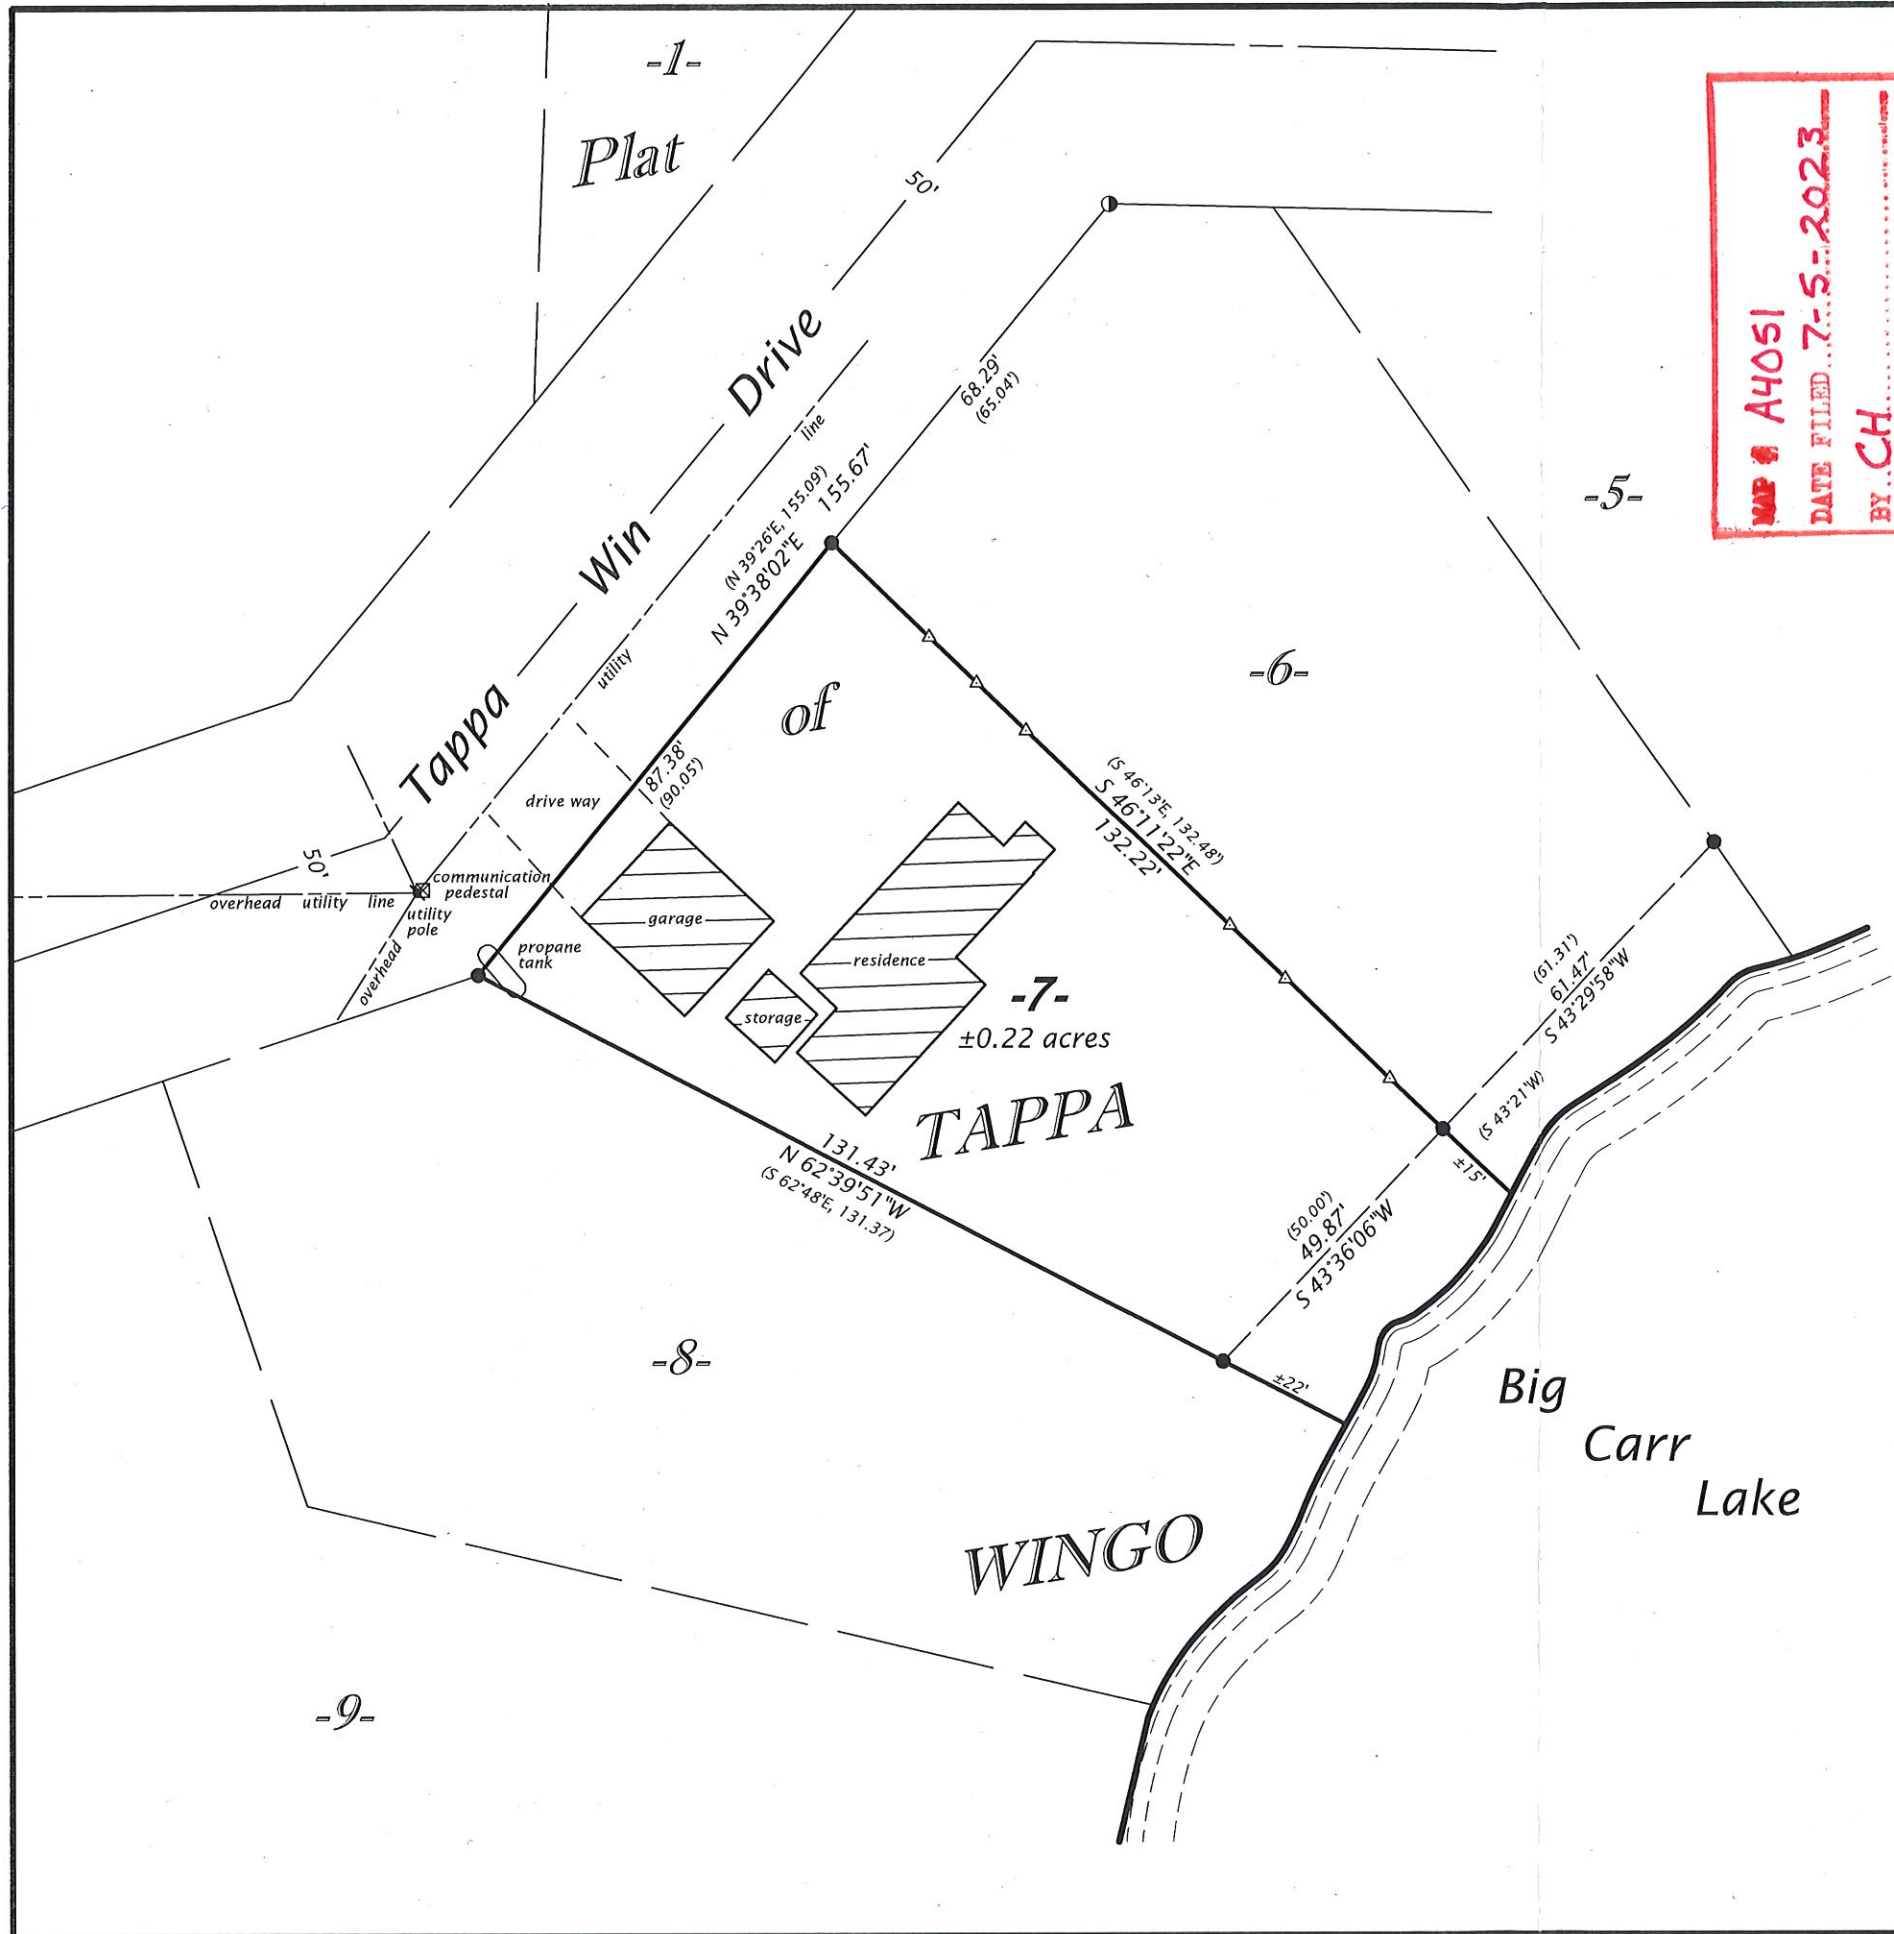 -1-
Plat
50'
MAP # A4051
DATE FILED 7-5-2023
BY CH
Tappa Win Drive
68.29'
(65.04')
line
utility
(N 39°26'E, 155.09')
N 39°38'02"E 155.67'
-5-
-6-
of
87.38'
(90.05')
drive way
(S 46°13'E, 132.48')
S 46°11'22"E
132.22'
50'
communication
pedestal
overhead utility line
utility
pole
overhead
propane
tank
garage
residence
storage
-7-
±0.22 acres
(61.31')
61.47'
S 43°29'58"W
(S 43°21'W)
±15'
TAPPA
131.43'
N 62°39'51"W
(S 62°48'E, 131.37)
(50.00')
49.87'
S 43°36'06"W
±22'
-8-
Big
Carr
Lake
WINGO
-9-